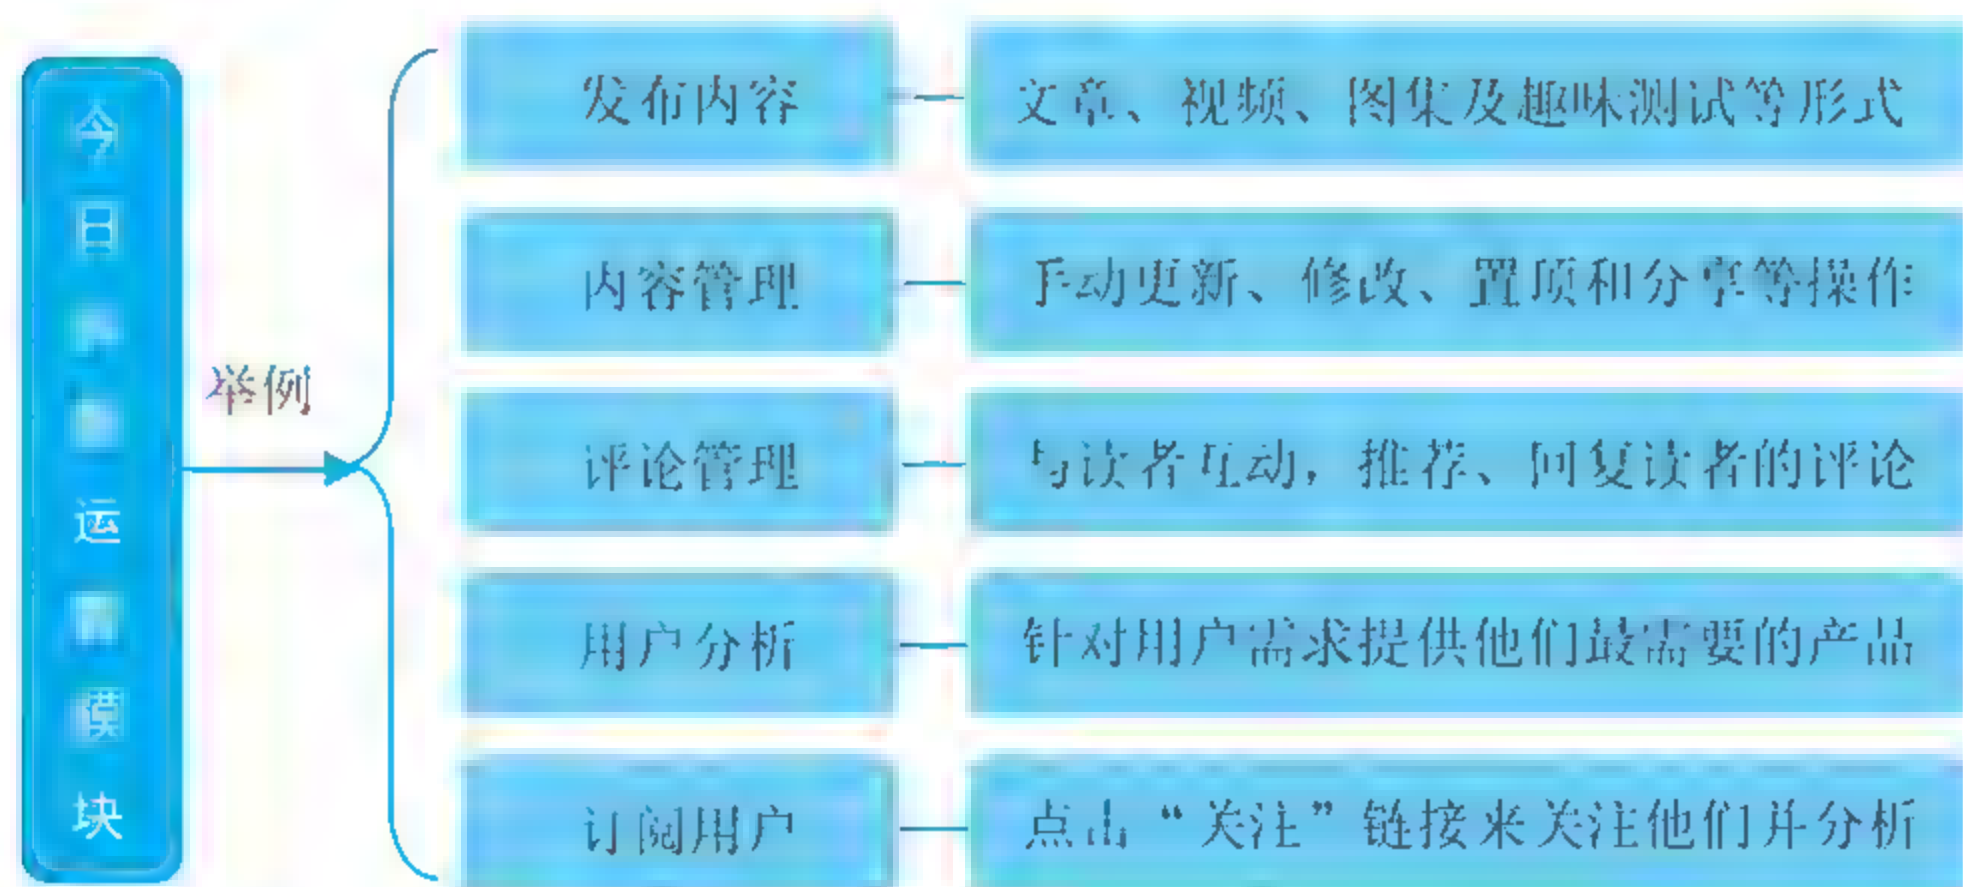 今日头条运营模块
举例
发布内容 文章、视频、图集及趣味测试等形式
内容管理 手动更新、修改、置顶和分享等操作
评论管理 与读者互动，推荐、回复读者的评论
用户分析 针对用户需求提供他们最需要的产品
订阅用户 点击“关注”链接来关注他们并分析